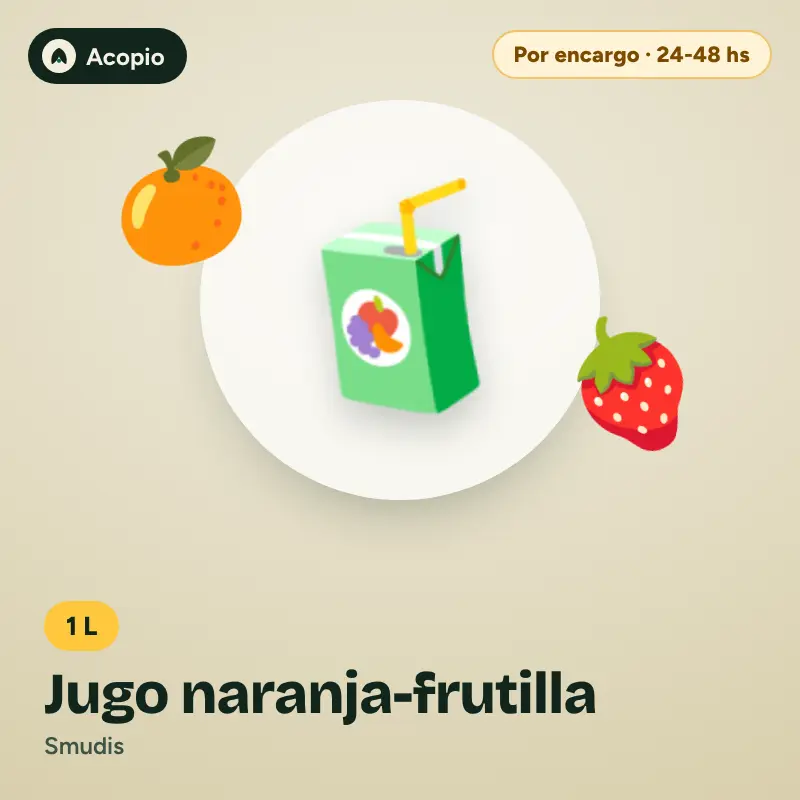 Acopio
Por encargo · 24-48 hs
1 L
Jugo naranja-frutilla
Smudis